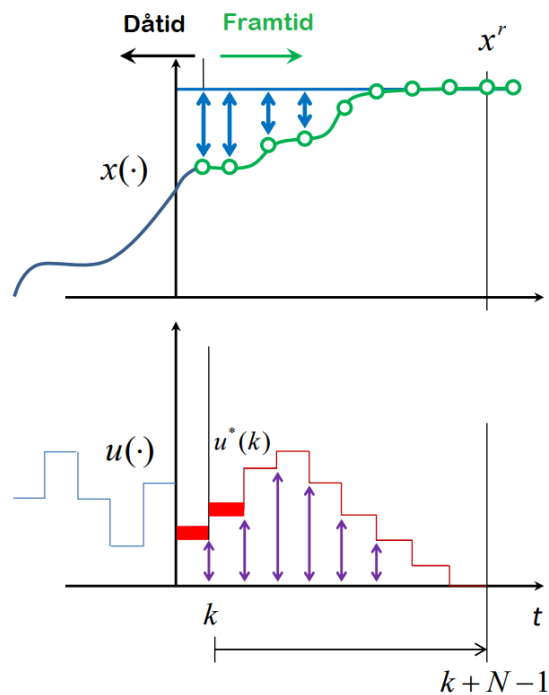 Dåtid Framtid
x^r
x(·)
u(·) u^*(k)
k t
k + N − 1